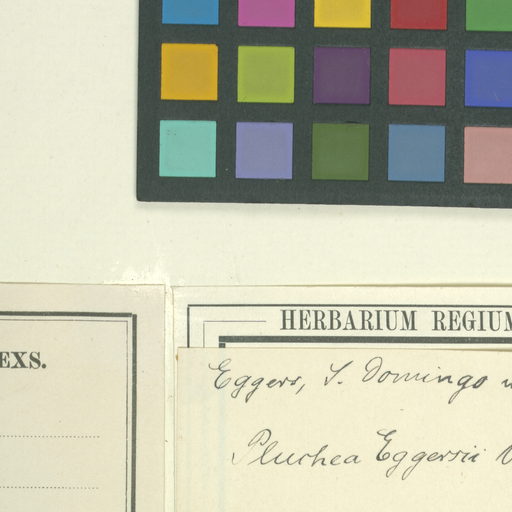 EXS.
HERBARIUM REGIUM
Eggers, S. Domingo
Pluchea Eggersii